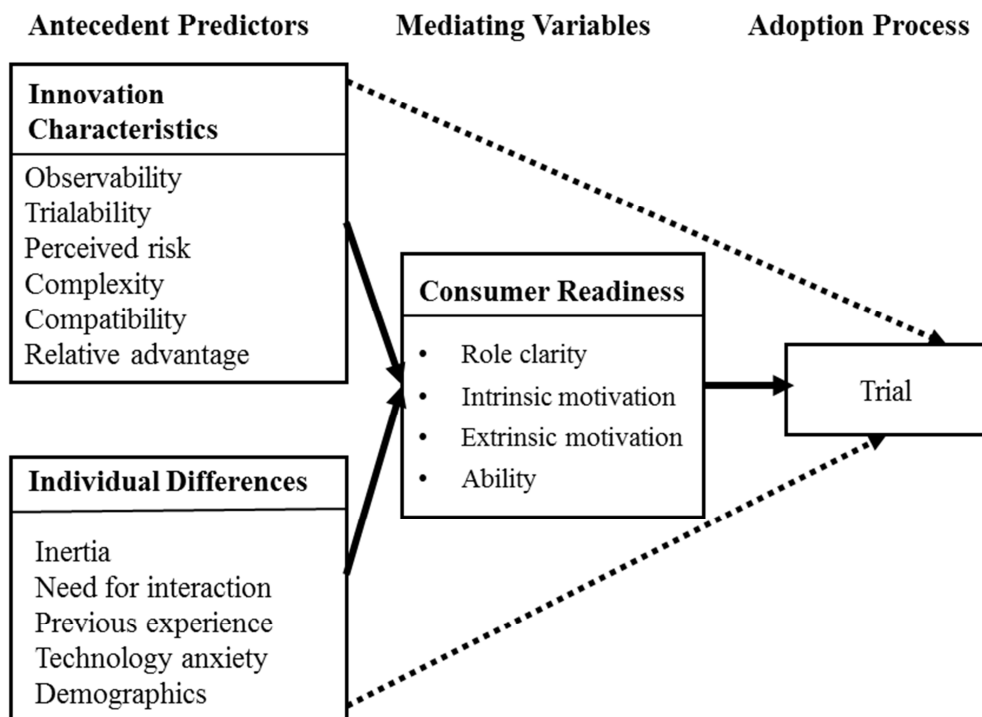 Antecedent Predictors
Mediating Variables
Adoption Process
Innovation
Characteristics
Observability
Trialability
Perceived risk
Complexity
Compatibility
Relative advantage
Individual Differences
Inertia
Need for interaction
Previous experience
Technology anxiety
Demographics
Consumer Readiness
• Role clarity
• Intrinsic motivation
• Extrinsic motivation
• Ability
Trial